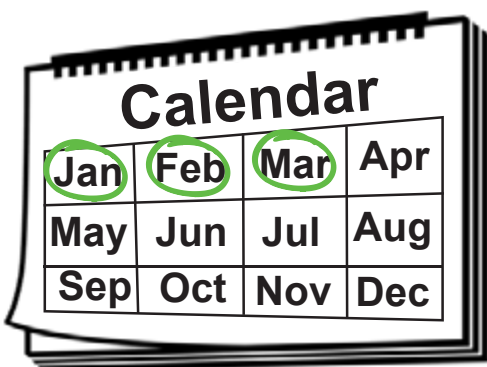 Calendar
Jan Feb Mar Apr
May Jun Jul Aug
Sep Oct Nov Dec